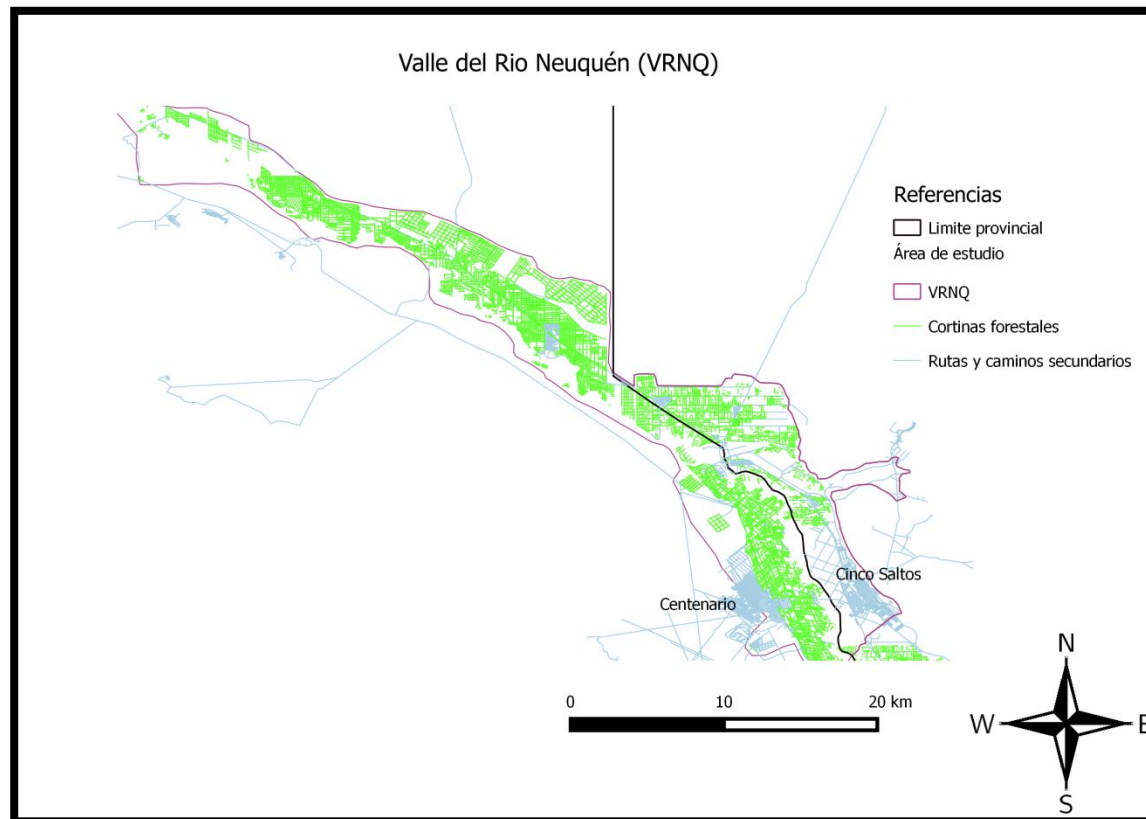 Valle del Rio Neuquén (VRNQ)
Referencias
Limite provincial
Área de estudio
VRNQ
Cortinas forestales
Rutas y caminos secundarios
Cinco Saltos
Centenario
0 10 20 km
N
W E
S